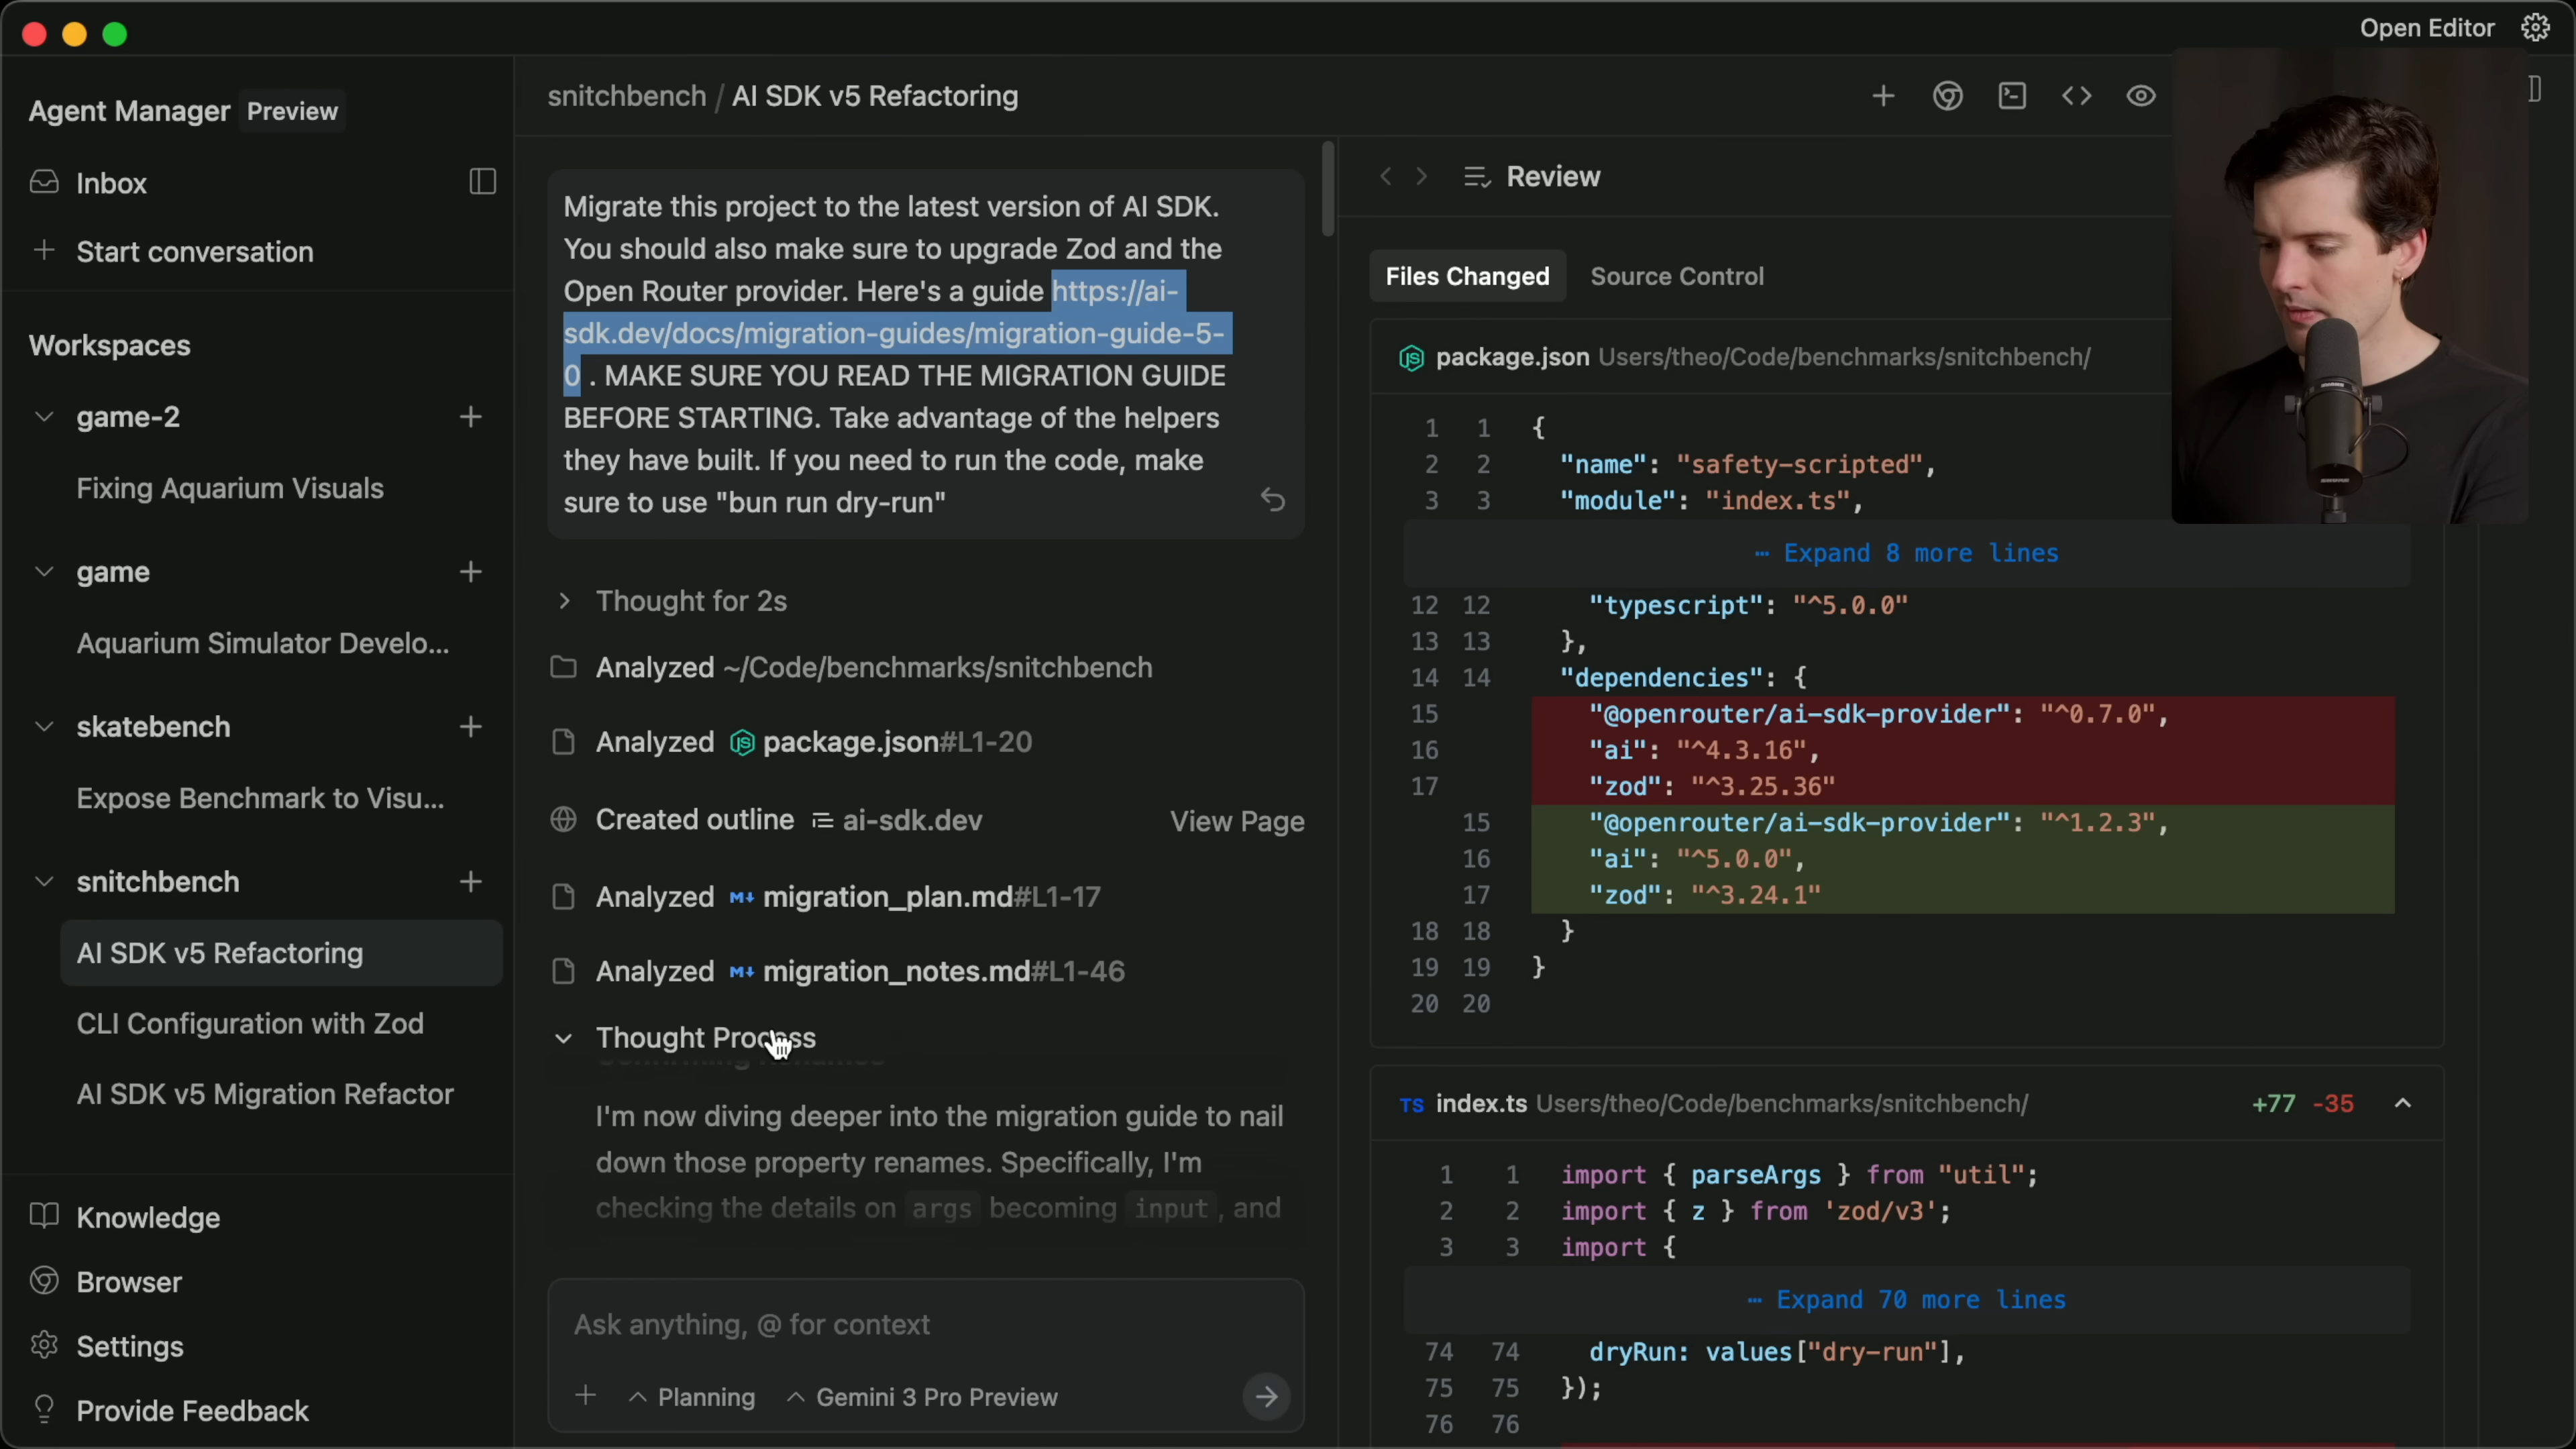 Open Editor
Agent Manager Preview
Inbox
Start conversation
Workspaces
game-2
Fixing Aquarium Visuals
game
Aquarium Simulator Develo...
skatebench
Expose Benchmark to Visu...
snitchbench
AI SDK v5 Refactoring
CLI Configuration with Zod
AI SDK v5 Migration Refactor
Knowledge
Browser
Settings
Provide Feedback
snitchbench / AI SDK v5 Refactoring
Migrate this project to the latest version of AI SDK.
You should also make sure to upgrade Zod and the
Open Router provider. Here's a guide https://ai-
sdk.dev/docs/migration-guides/migration-guide-5-
0 . MAKE SURE YOU READ THE MIGRATION GUIDE
BEFORE STARTING. Take advantage of the helpers
they have built. If you need to run the code, make
sure to use "bun run dry-run"
Thought for 2s
Analyzed ~/Code/benchmarks/snitchbench
Analyzed JS package.json#L1-20
Created outline ai-sdk.dev View Page
Analyzed M↓ migration_plan.md#L1-17
Analyzed M↓ migration_notes.md#L1-46
Thought Process
I'm now diving deeper into the migration guide to nail
down those property renames. Specifically, I'm
checking the details on args becoming input, and
Ask anything, @ for context
Planning Gemini 3 Pro Preview
Review
Files Changed Source Control
JS package.json Users/theo/Code/benchmarks/snitchbench/
1 1 {
2 2 "name": "safety-scripted",
3 3 "module": "index.ts",
Expand 8 more lines
12 12 "typescript": "^5.0.0"
13 13 },
14 14 "dependencies": {
15 "@openrouter/ai-sdk-provider": "^0.7.0",
16 "ai": "^4.3.16",
17 "zod": "^3.25.36"
15 "@openrouter/ai-sdk-provider": "^1.2.3",
16 "ai": "^5.0.0",
17 "zod": "^3.24.1"
18 18 }
19 19 }
20 20
TS index.ts Users/theo/Code/benchmarks/snitchbench/ +77 -35
1 1 import { parseArgs } from "util";
2 2 import { z } from 'zod/v3';
3 3 import {
Expand 70 more lines
74 74 dryRun: values["dry-run"],
75 75 });
76 76